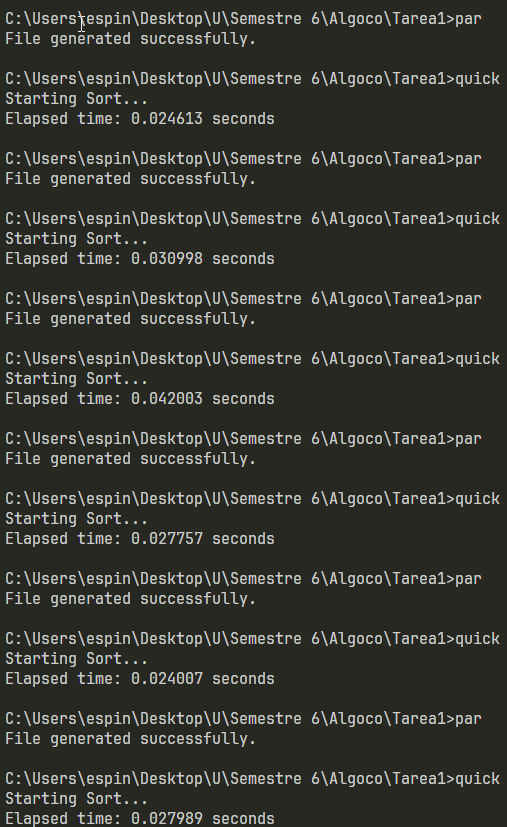 C:\Users\espin\Desktop\U\Semestre 6\Algoco\Tarea1>par
File generated successfully.
C:\Users\espin\Desktop\U\Semestre 6\Algoco\Tarea1>quick
Starting Sort...
Elapsed time: 0.024613 seconds
C:\Users\espin\Desktop\U\Semestre 6\Algoco\Tarea1>par
File generated successfully.
C:\Users\espin\Desktop\U\Semestre 6\Algoco\Tarea1>quick
Starting Sort...
Elapsed time: 0.030998 seconds
C:\Users\espin\Desktop\U\Semestre 6\Algoco\Tarea1>par
File generated successfully.
C:\Users\espin\Desktop\U\Semestre 6\Algoco\Tarea1>quick
Starting Sort...
Elapsed time: 0.042003 seconds
C:\Users\espin\Desktop\U\Semestre 6\Algoco\Tarea1>par
File generated successfully.
C:\Users\espin\Desktop\U\Semestre 6\Algoco\Tarea1>quick
Starting Sort...
Elapsed time: 0.027757 seconds
C:\Users\espin\Desktop\U\Semestre 6\Algoco\Tarea1>par
File generated successfully.
C:\Users\espin\Desktop\U\Semestre 6\Algoco\Tarea1>quick
Starting Sort...
Elapsed time: 0.024007 seconds
C:\Users\espin\Desktop\U\Semestre 6\Algoco\Tarea1>par
File generated successfully.
C:\Users\espin\Desktop\U\Semestre 6\Algoco\Tarea1>quick
Starting Sort...
Elapsed time: 0.027989 seconds